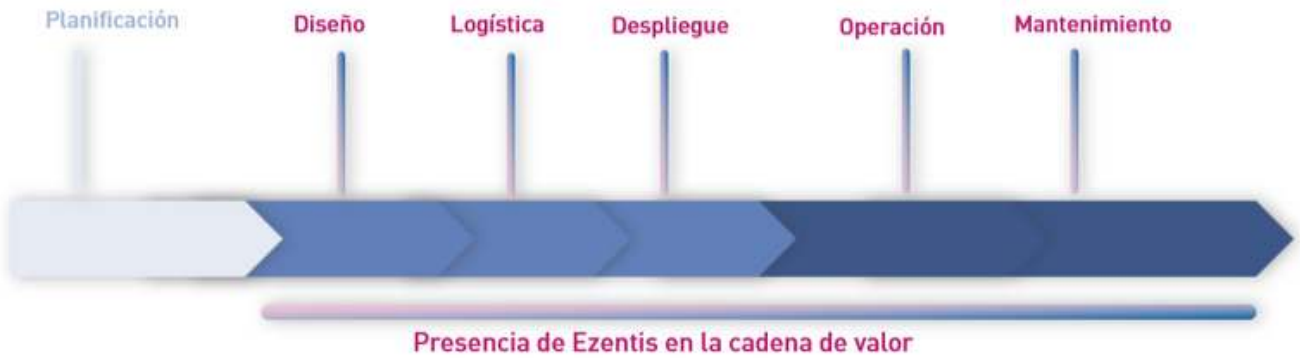 Planificación
Diseño
Logística
Despliegue
Operación
Mantenimiento
Presencia de Ezentis en la cadena de valor